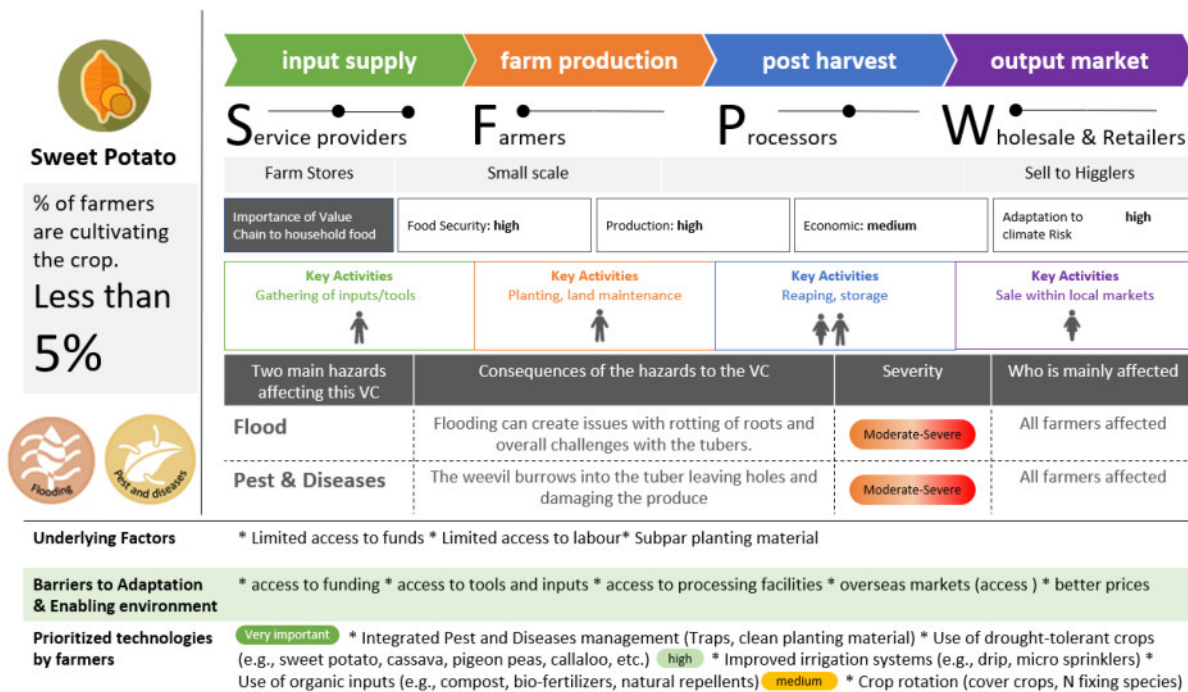 input supply
farm production
post harvest
output market
Service providers
Farmers
Processors
Wholesale & Retailers
Sweet Potato
Farm Stores
Small scale
Sell to Higglers
% of farmers
are cultivating
the crop.
Less than
5%
Importance of Value
Chain to household food
Food Security: high
Production: high
Economic: medium
Adaptation to high
climate Risk
Key Activities
Gathering of inputs/tools
Key Activities
Planting, land maintenance
Key Activities
Reaping, storage
Key Activities
Sale within local markets
Two main hazards
affecting this VC
Consequences of the hazards to the VC
Severity
Who is mainly affected
Flood
Flooding can create issues with rotting of roots and
overall challenges with the tubers.
Moderate-Severe
All farmers affected
Flooding
Pest and diseases
Pest & Diseases
The weevil burrows into the tuber leaving holes and
damaging the produce
Moderate-Severe
All farmers affected
Underlying Factors
* Limited access to funds * Limited access to labour* Subpar planting material
Barriers to Adaptation
& Enabling environment
* access to funding * access to tools and inputs * access to processing facilities * overseas markets (access ) * better prices
Prioritized technologies
by farmers
Very important * Integrated Pest and Diseases management (Traps, clean planting material) * Use of drought-tolerant crops
(e.g., sweet potato, cassava, pigeon peas, callaloo, etc.) high * Improved irrigation systems (e.g., drip, micro sprinklers) *
Use of organic inputs (e.g., compost, bio-fertilizers, natural repellents) medium * Crop rotation (cover crops, N fixing species)